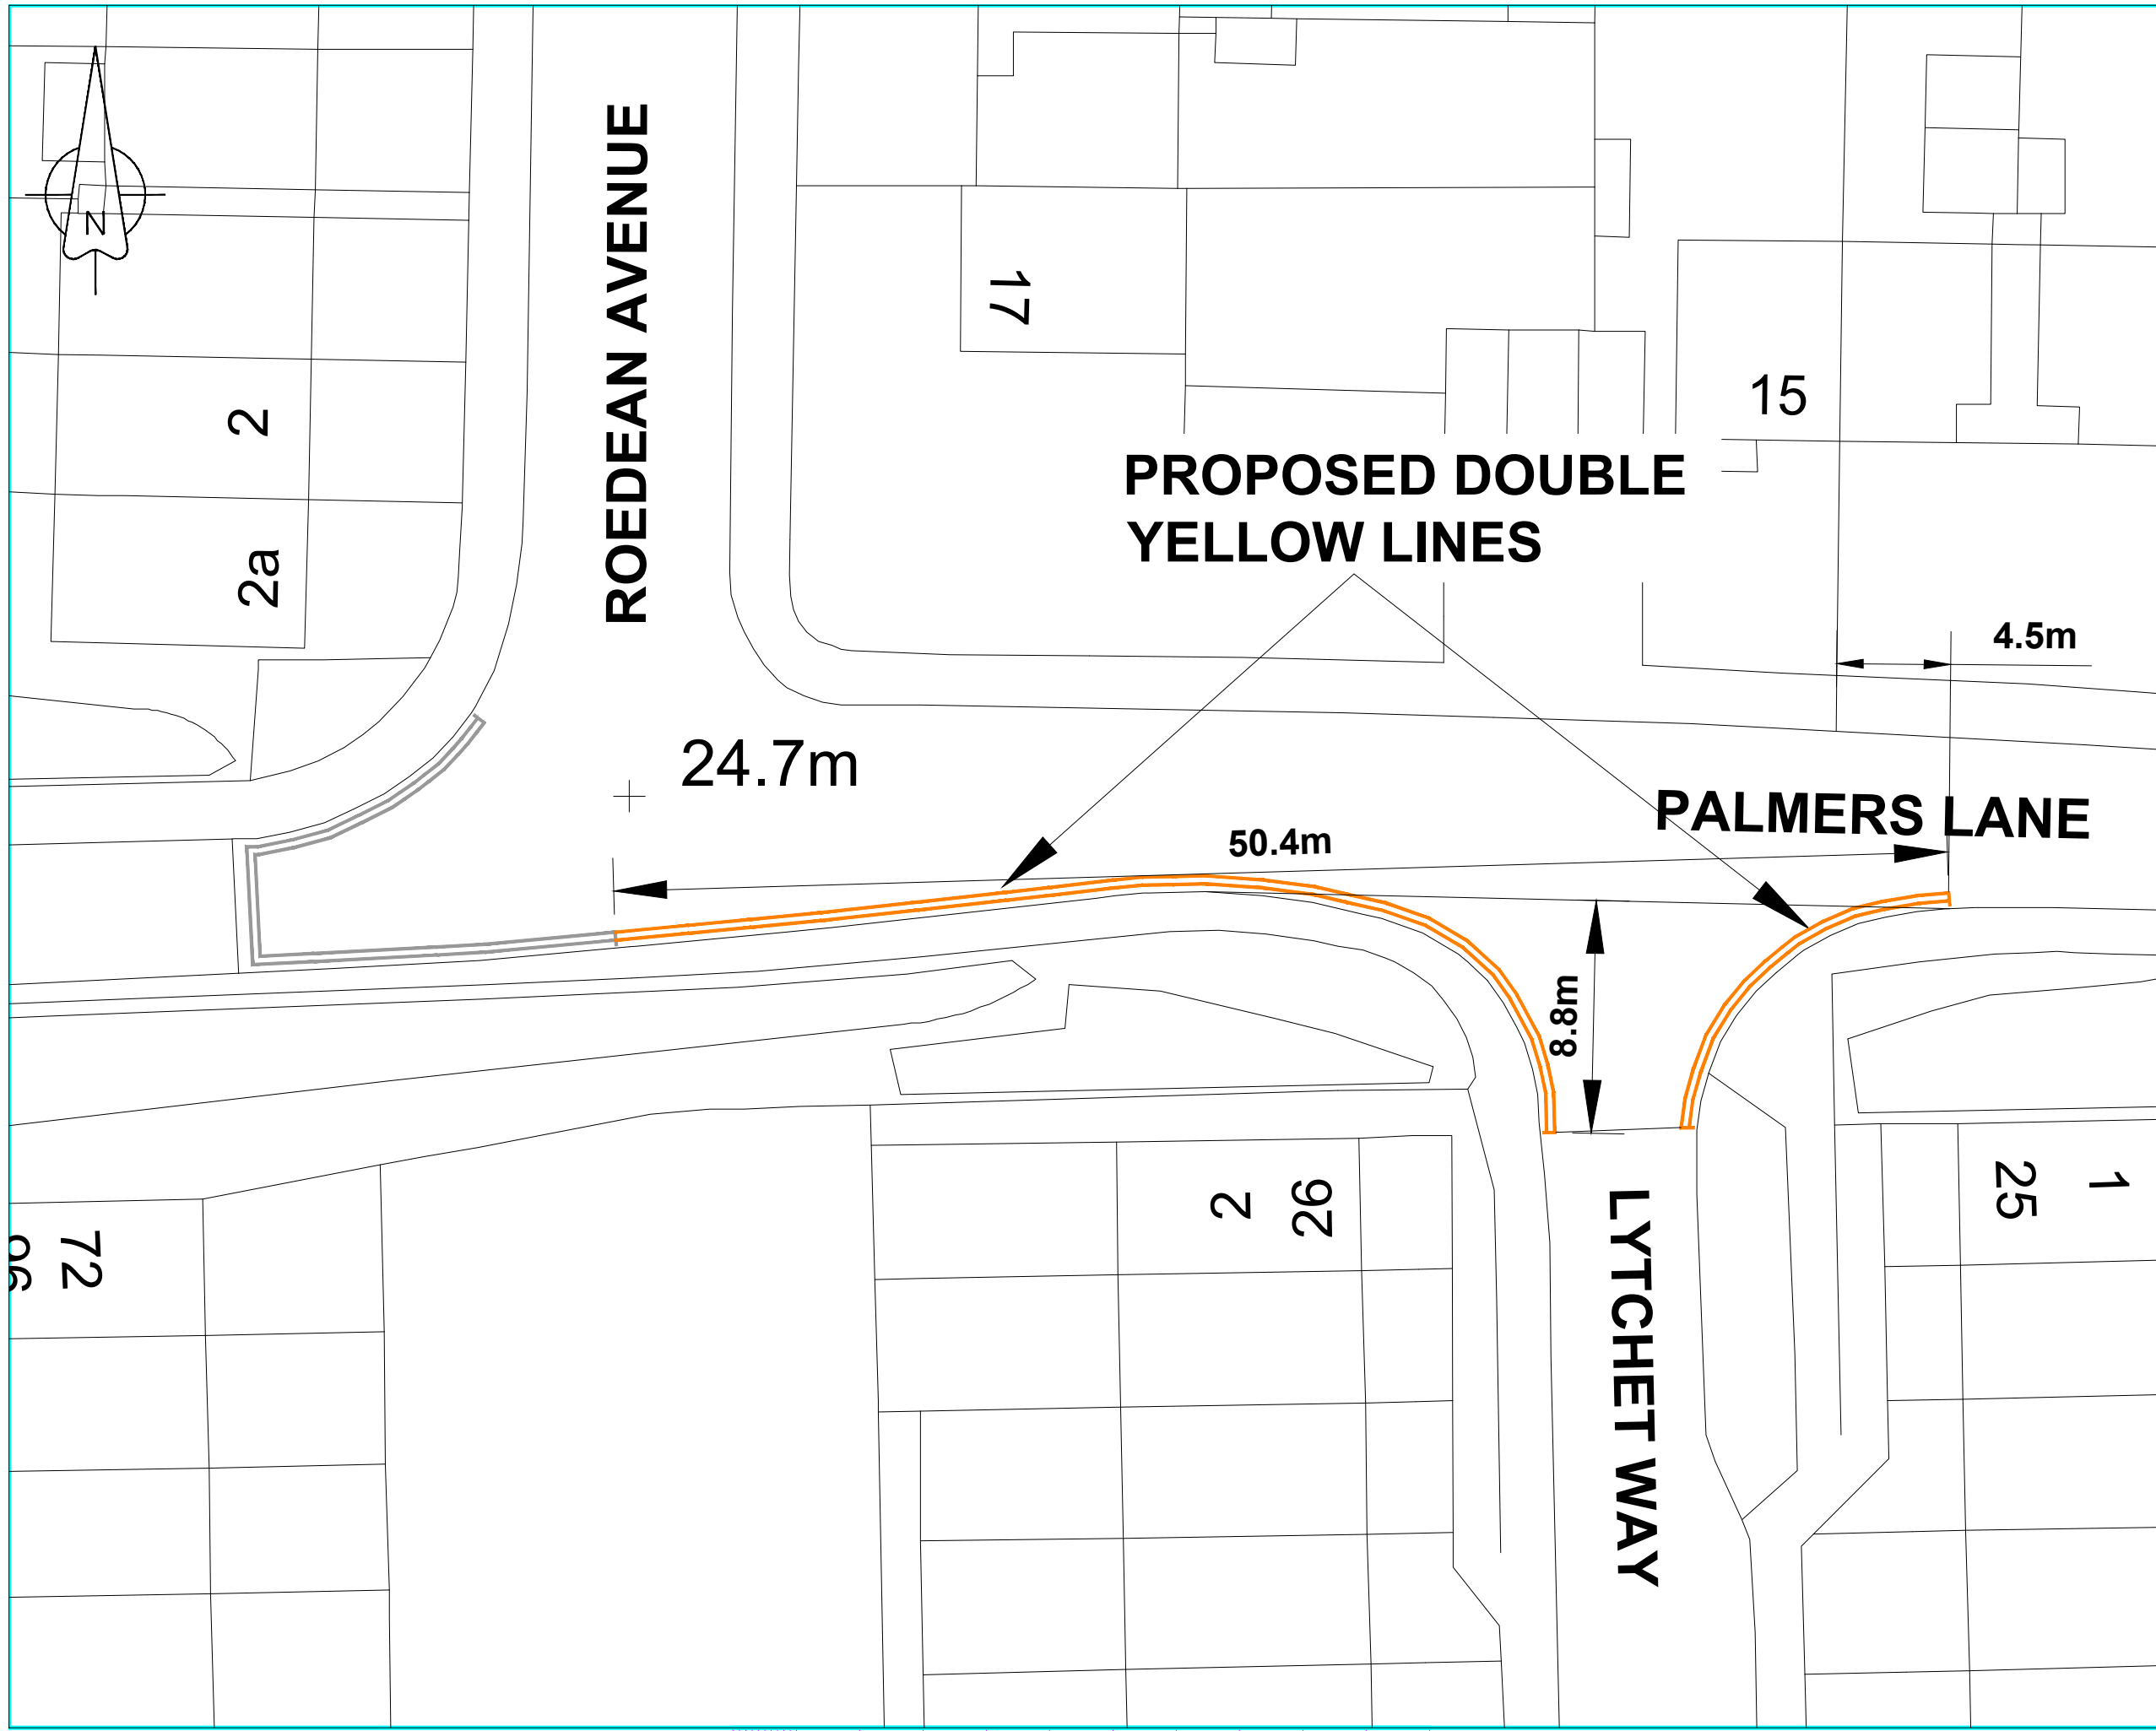 N
ROEDEAN AVENUE
17
15
2
2a
PROPOSED DOUBLE
YELLOW LINES
4.5m
24.7m
PALMERS LANE
50.4m
8.8m
LYTCHET WAY
2
26
25
1
72